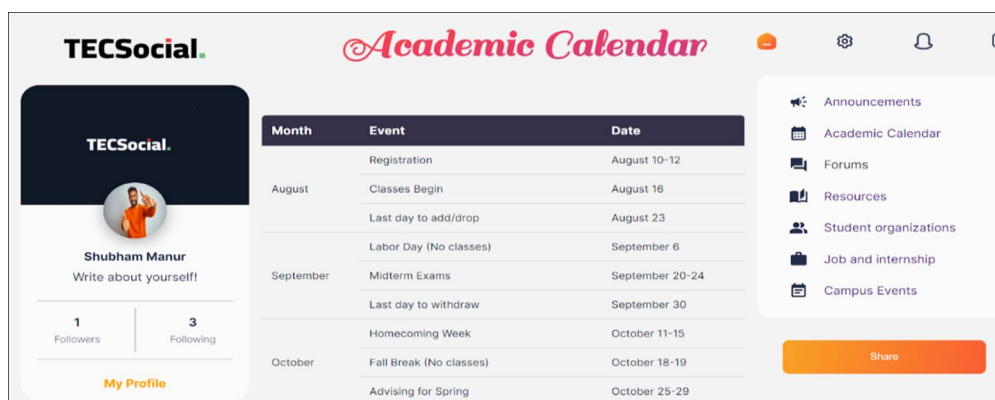 TECSocial.
Academic Calendar
TECSocial.
Shubham Manur
Write about yourself!
1 3
Followers Following
My Profile
Month Event Date
August
Registration August 10-12
Classes Begin August 16
Last day to add/drop August 23
September
Labor Day (No classes) September 6
Midterm Exams September 20-24
Last day to withdraw September 30
October
Homecoming Week October 11-15
Fall Break (No classes) October 18-19
Advising for Spring October 25-29
Announcements
Academic Calendar
Forums
Resources
Student organizations
Job and internship
Campus Events
Share